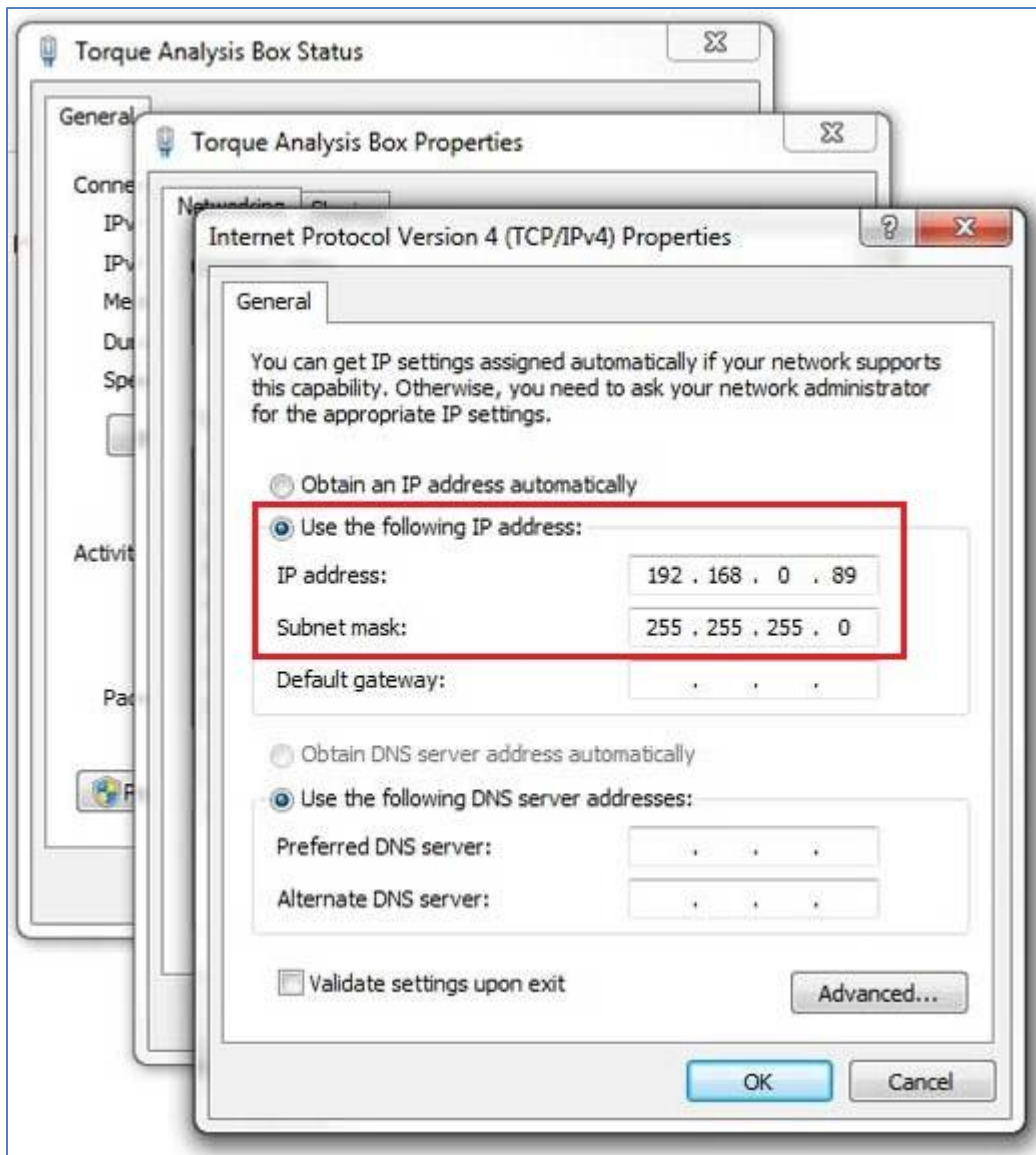 Torque Analysis Box Status
General
Torque Analysis Box Properties
Conne
Networking
IPv
Internet Protocol Version 4 (TCP/IPv4) Properties
IPv
Me
General
Dur
You can get IP settings assigned automatically if your network supports
Spe
this capability. Otherwise, you need to ask your network administrator
for the appropriate IP settings.
Obtain an IP address automatically
Use the following IP address:
Activit
IP address: 192 . 168 . 0 . 89
Subnet mask: 255 . 255 . 255 . 0
Default gateway: . . .
Pac
Obtain DNS server address automatically
Use the following DNS server addresses:
Preferred DNS server: . . .
Alternate DNS server: . . .
Validate settings upon exit
Advanced...
OK Cancel